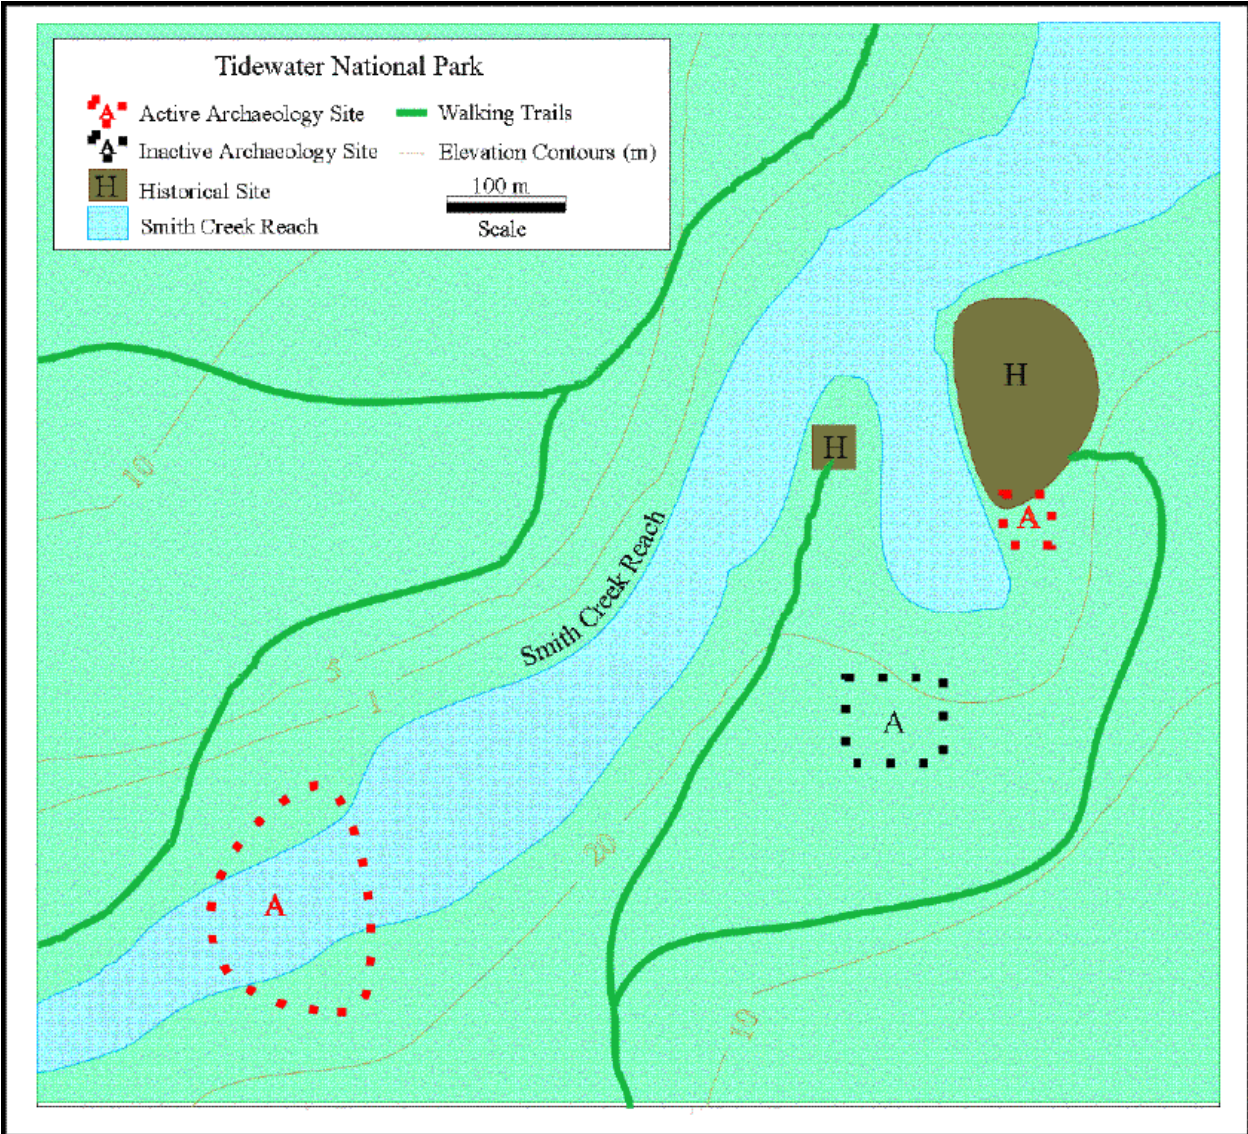 Tidewater National Park
A Active Archaeology Site
Walking Trails
A Inactive Archaeology Site
Elevation Contours (m)
H Historical Site
100 m
Smith Creek Reach
Scale
H
H
10
A
Smith Creek Reach
5
1
A
20
A
10